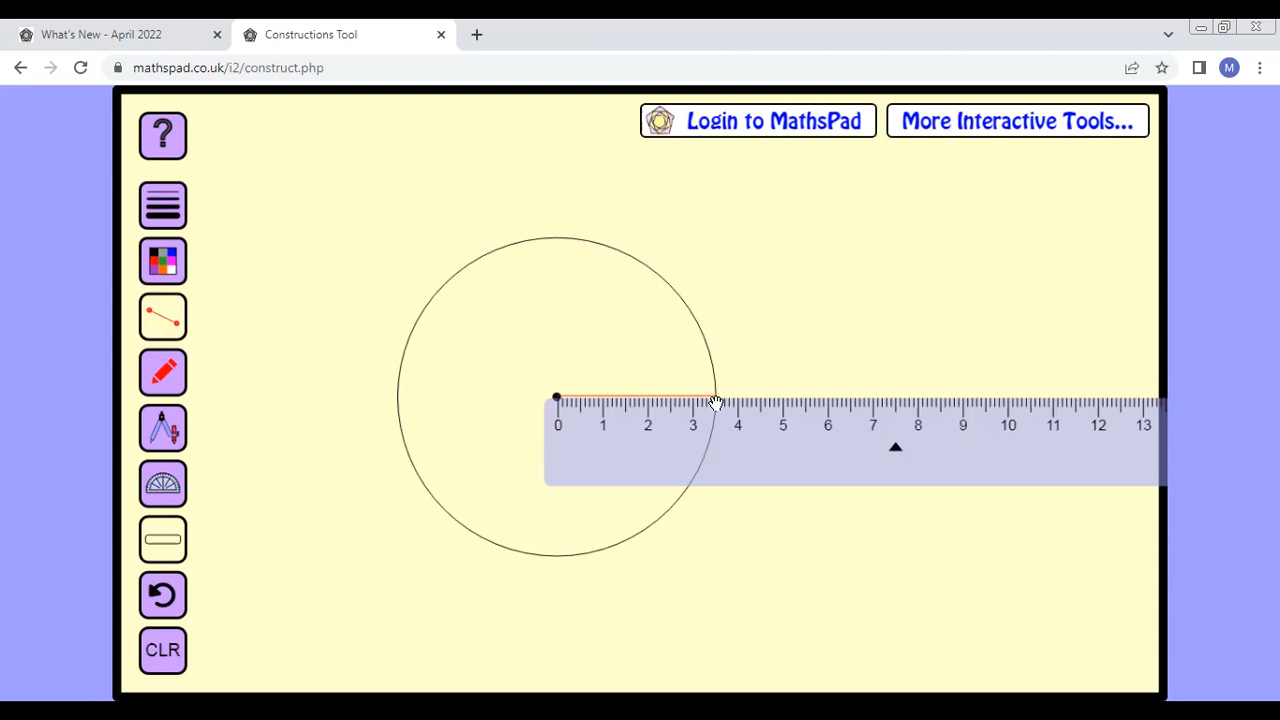 What's New - April 2022
Constructions Tool
mathspad.co.uk/i2/construct.php
M
?
Login to MathsPad
More Interactive Tools...
0 1 2 3 4 5 6 7 8 9 10 11 12 13
CLR